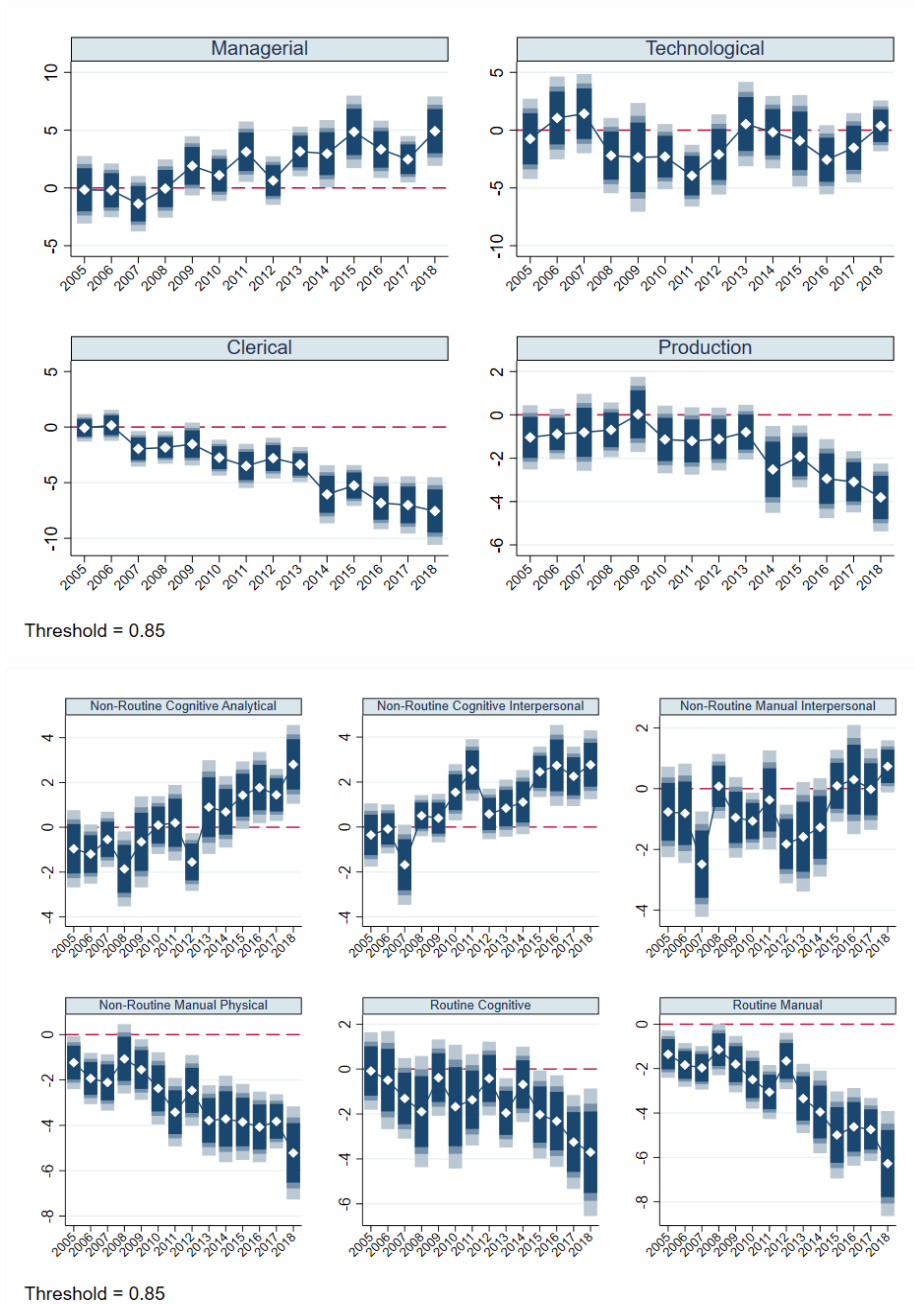 Managerial Technological
10 5
5 0
0 -5
-5 -10
2005 2006 2007 2008 2009 2010 2011 2012 2013 2014 2015 2016 2017 2018 2005 2006 2007 2008 2009 2010 2011 2012 2013 2014 2015 2016 2017 2018
Clerical Production
5 2
0 0
-5 -2
-10 -4
-6
2005 2006 2007 2008 2009 2010 2011 2012 2013 2014 2015 2016 2017 2018 2005 2006 2007 2008 2009 2010 2011 2012 2013 2014 2015 2016 2017 2018
Threshold = 0.85
Non-Routine Cognitive Analytical Non-Routine Cognitive Interpersonal Non-Routine Manual Interpersonal
4 4 2
2 2 0
0 0 -2
-2 -2 -4
-4 -4
2005 2006 2007 2008 2009 2010 2011 2012 2013 2014 2015 2016 2017 2018 2005 2006 2007 2008 2009 2010 2011 2012 2013 2014 2015 2016 2017 2018 2005 2006 2007 2008 2009 2010 2011 2012 2013 2014 2015 2016 2017 2018
Non-Routine Manual Physical Routine Cognitive Routine Manual
0 2 0
-2 0 -2
-4 -2 -4
-6 -4 -6
-8 -6 -8
2005 2006 2007 2008 2009 2010 2011 2012 2013 2014 2015 2016 2017 2018 2005 2006 2007 2008 2009 2010 2011 2012 2013 2014 2015 2016 2017 2018 2005 2006 2007 2008 2009 2010 2011 2012 2013 2014 2015 2016 2017 2018
Threshold = 0.85